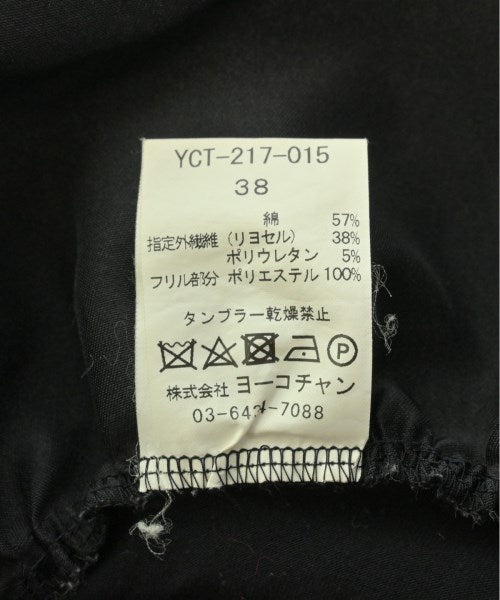 YCT-217-015
38
綿 57%
指定外繊維 (リヨセル) 38%
ポリウレタン 5%
フリル部分 ポリエステル 100%
タンブラー乾燥禁止
P
株式会社 ヨーコチャン